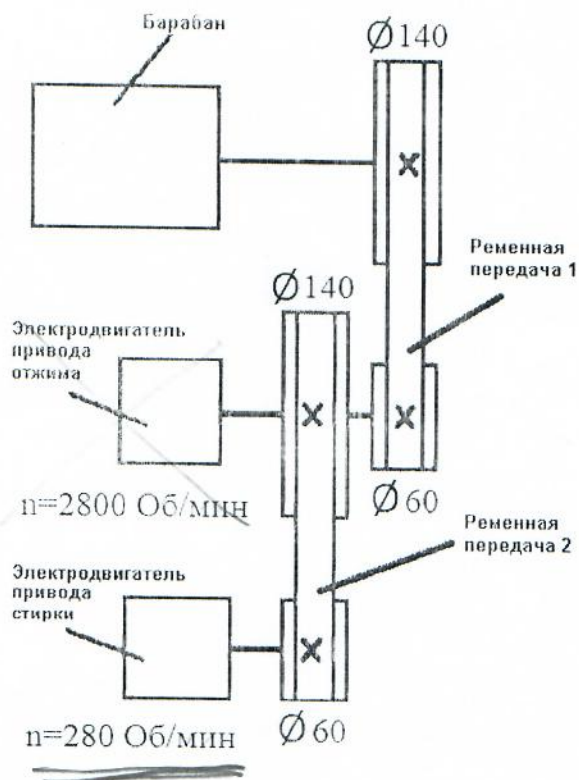 Барабан
Ø140
Ременная
передача 1
Ø140
Электродвигатель
привода
отжима
n=2800 Об/мин
Ø60
Ременная
передача 2
Электродвигатель
привода
стирки
n=280 Об/мин
Ø60